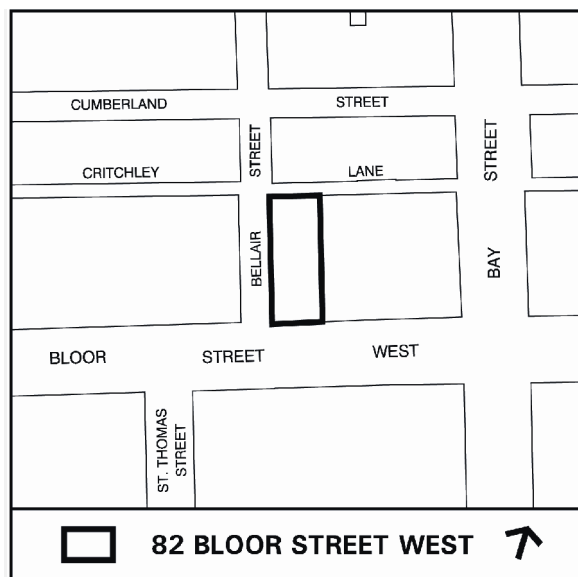 CUMBERLAND STREET
CRITCHLEY LANE
BELLAIR STREET
BAY STREET
BLOOR STREET WEST
ST. THOMAS
STREET
82 BLOOR STREET WEST